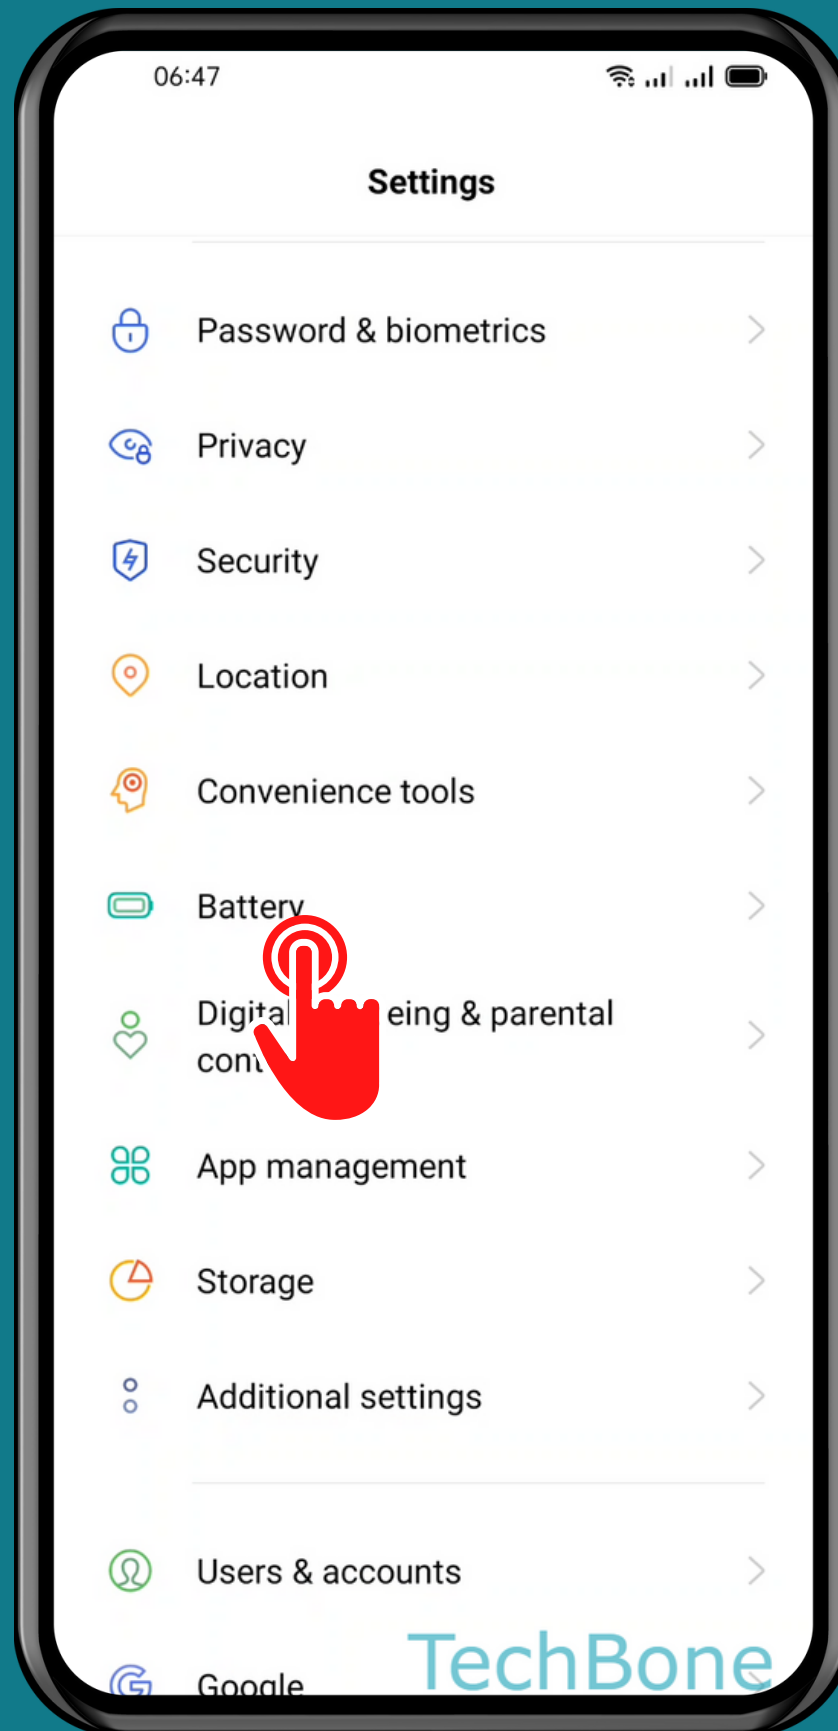 06:47
Settings
Password & biometrics
Privacy
Security
Location
Convenience tools
Battery
Digital eing & parental
cont
App management
Storage
Additional settings
Users & accounts
Google
TechBone